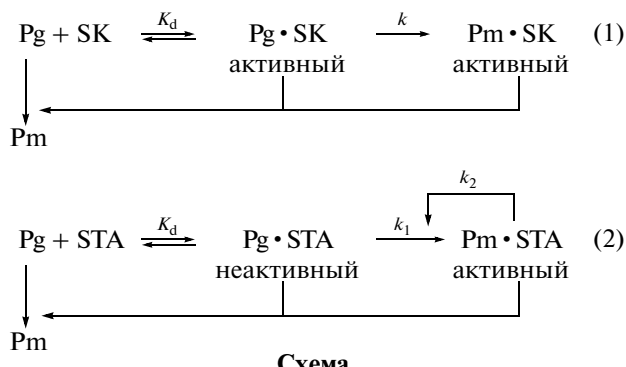 Pg + SK ⇌ Pg • SK → Pm • SK (1)
K_d k
активный активный
Pm
k_2
Pg + STA ⇌ Pg • STA → Pm • STA (2)
K_d k_1
неактивный активный
Pm
Схема